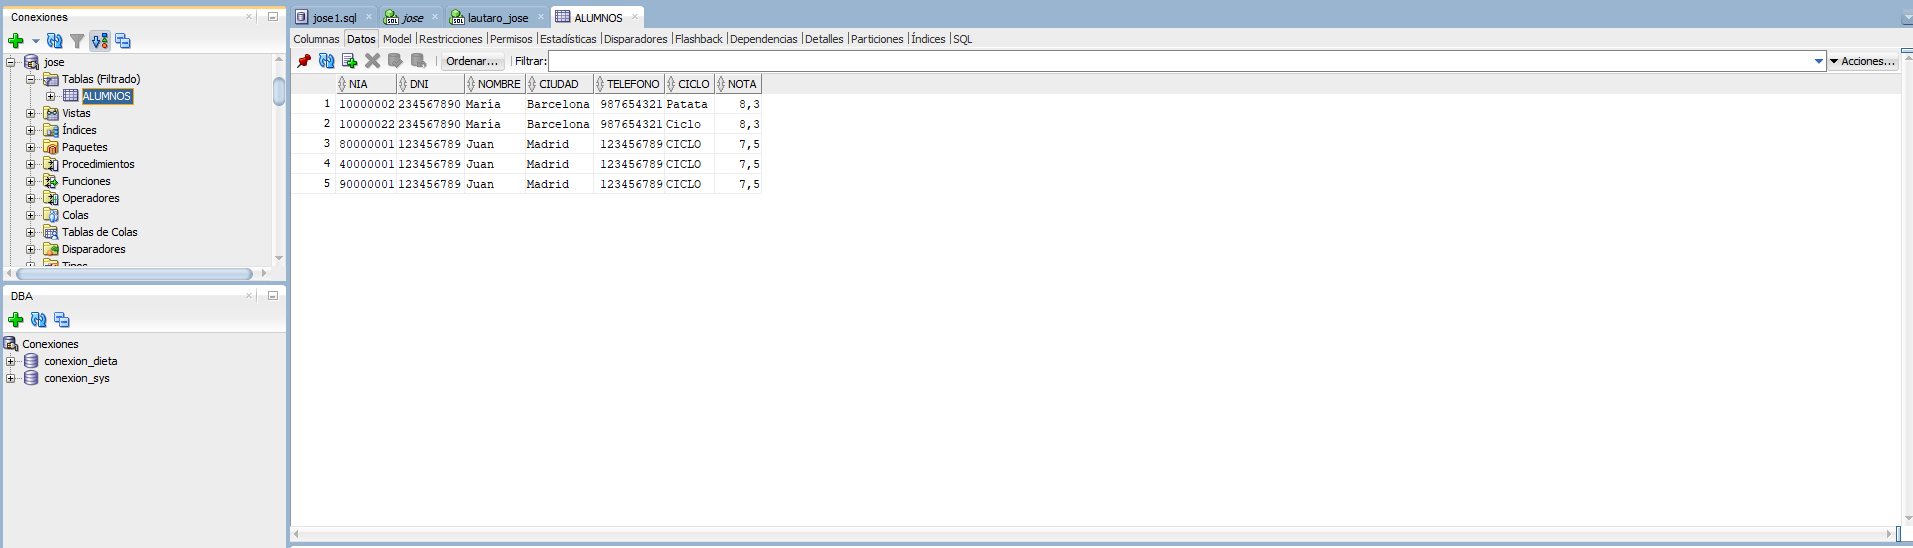 Conexiones
jose
Tablas (Filtrado)
ALUMNOS
Vistas
Índices
Paquetes
Procedimientos
Funciones
Operadores
Colas
Tablas de Colas
Disparadores
Tipos
DBA
Conexiones
conexion_dieta
conexion_sys
jose1.sql jose lautaro_jose ALUMNOS
Columnas Datos Model Restricciones Permisos Estadísticas Disparadores Flashback Dependencias Detalles Particiones Índices SQL
Ordenar... Filtrar: Acciones...
NIA DNI NOMBRE CIUDAD TELEFONO CICLO NOTA
1 10000002 234567890 María Barcelona 987654321 Patata 8,3
2 10000022 234567890 María Barcelona 987654321 Ciclo 8,3
3 80000001 123456789 Juan Madrid 123456789 CICLO 7,5
4 40000001 123456789 Juan Madrid 123456789 CICLO 7,5
5 90000001 123456789 Juan Madrid 123456789 CICLO 7,5